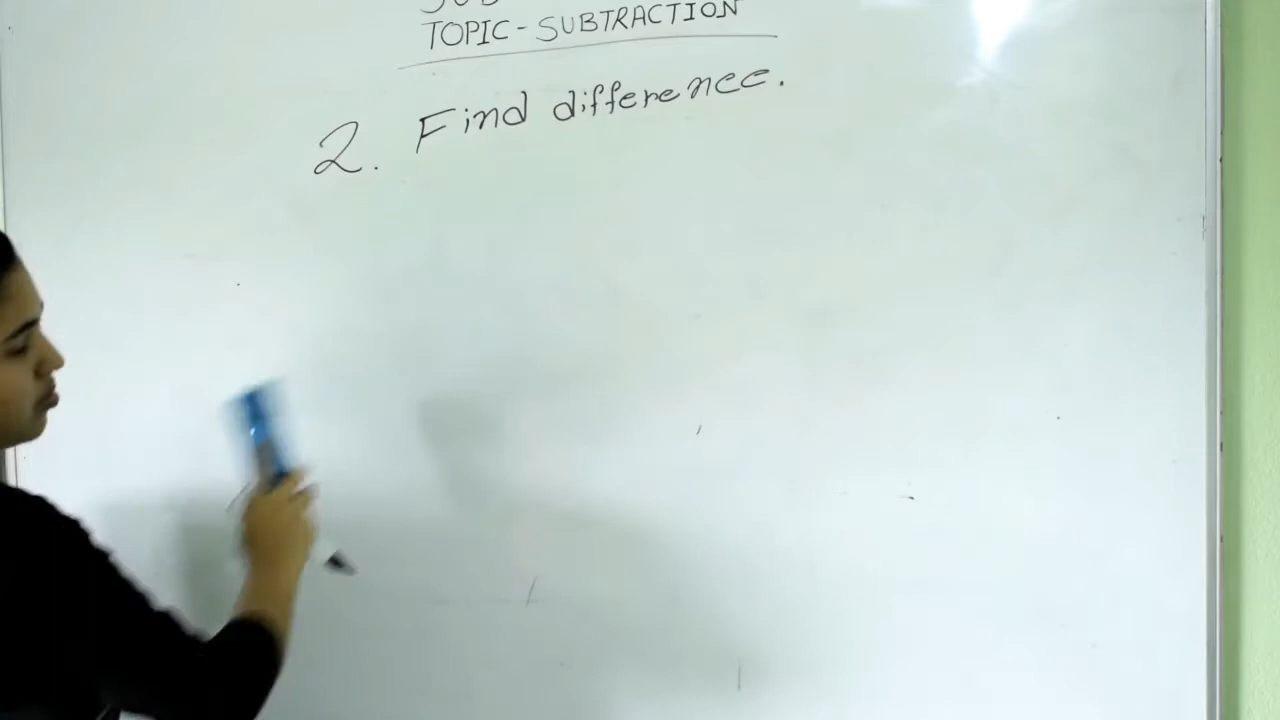 TOPIC - SUBTRACTION
2. Find difference.